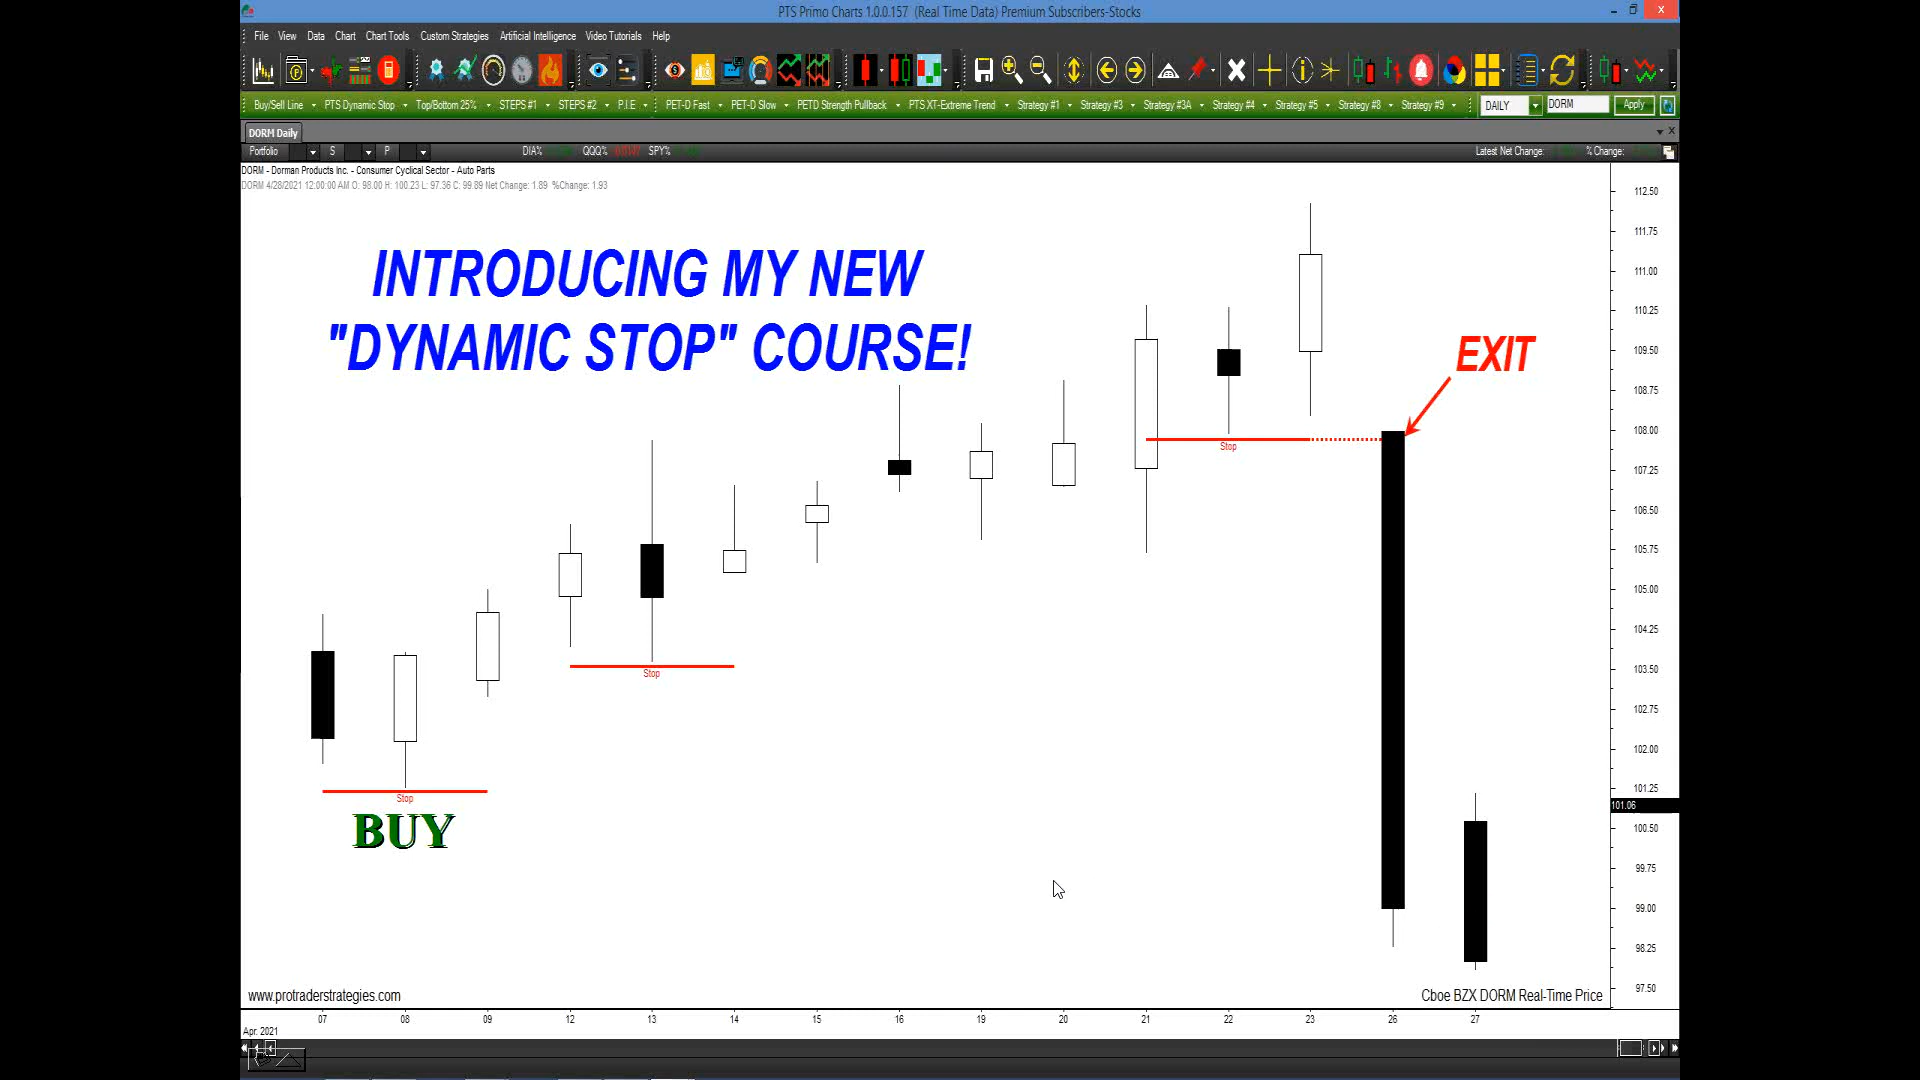 PTS Primo Charts 1.0.0.157 (Real Time Data) Premium Subscribers-Stocks
File View Data Chart Chart Tools Custom Strategies Artificial Intelligence Video Tutorials Help
Buy/Sell Line PTS Dynamic Stop Top/Bottom 25% STEPS #1 STEPS #2 P.I.E PET-D Fast PET-D Slow PETD Strength Pullback PTS XT-Extreme Trend Strategy #1 Strategy #3 Strategy #3A Strategy #4 Strategy #5 Strategy #8 Strategy #9 DAILY DORM Apply
DORM Daily
Portfolio S P DIA% QQQ% SPY% Latest Net Change: % Change:
DORM - Dorman Products Inc. - Consumer Cyclical Sector - Auto Parts
DORM 4/28/2021 12:00:00 AM O: 98.00 H: 100.23 L: 97.36 C: 99.89 Net Change: 1.89 %Change: 1.93
INTRODUCING MY NEW
"DYNAMIC STOP" COURSE!
EXIT
Stop
Stop
Stop
BUY
112.50
111.75
111.00
110.25
109.50
108.75
108.00
107.25
106.50
105.75
105.00
104.25
103.50
102.75
102.00
101.25
101.06
100.50
99.75
99.00
98.25
97.50
www.protraderstrategies.com
Cboe BZX DORM Real-Time Price
07 08 09 12 13 14 15 16 19 20 21 22 23 26 27
Apr. 2021